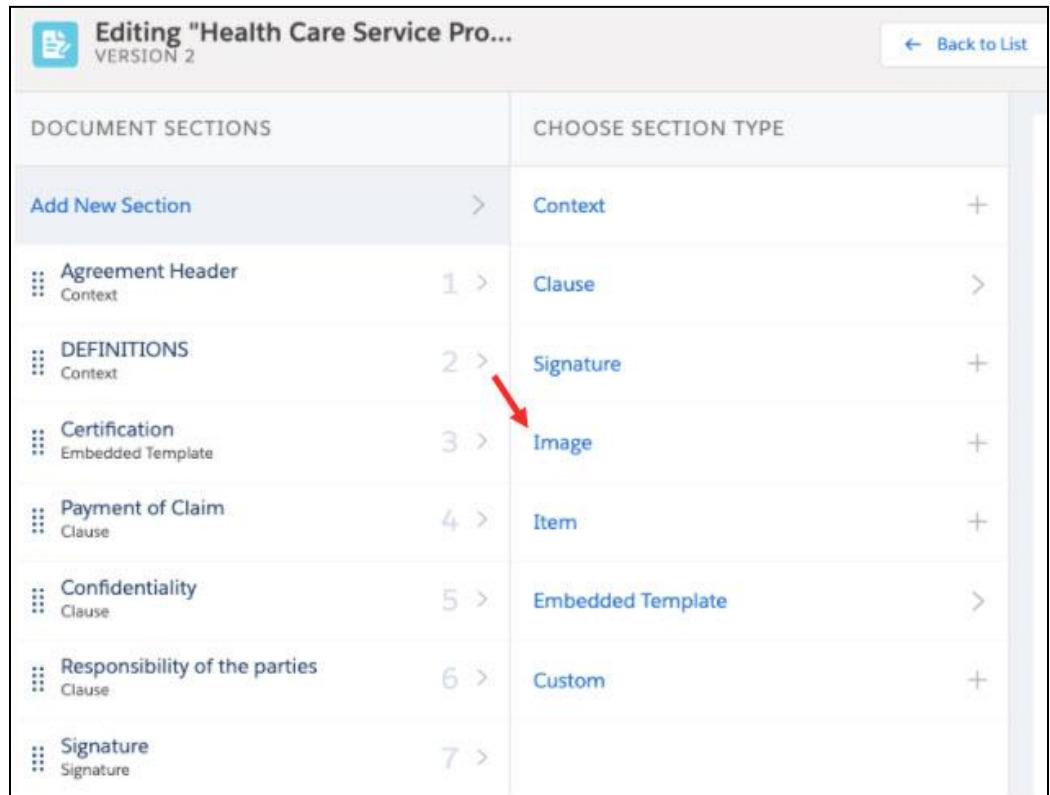 Editing "Health Care Service Pro...
VERSION 2
← Back to List
DOCUMENT SECTIONS
CHOOSE SECTION TYPE
Add New Section
Agreement Header
Context
1
DEFINITIONS
Context
2
Certification
Embedded Template
3
Payment of Claim
Clause
4
Confidentiality
Clause
5
Responsibility of the parties
Clause
6
Signature
Signature
7
Context
Clause
Signature
Image
Item
Embedded Template
Custom